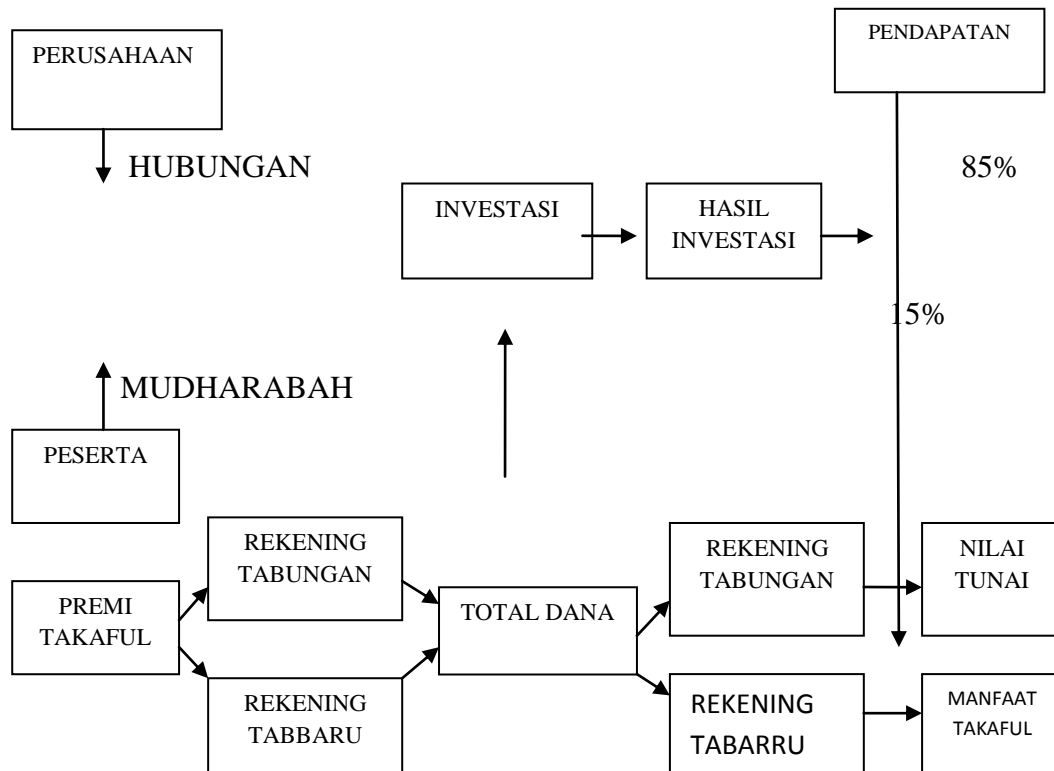 PERUSAHAAN
PENDAPATAN
HUBUNGAN
85%
INVESTASI
HASIL
INVESTASI
15%
MUDHARABAH
PESERTA
REKENING
TABUNGAN
REKENING
TABUNGAN
NILAI
TUNAI
PREMI
TAKAFUL
TOTAL DANA
REKENING
TABBARU
REKENING
TABARRU
MANFAAT
TAKAFUL